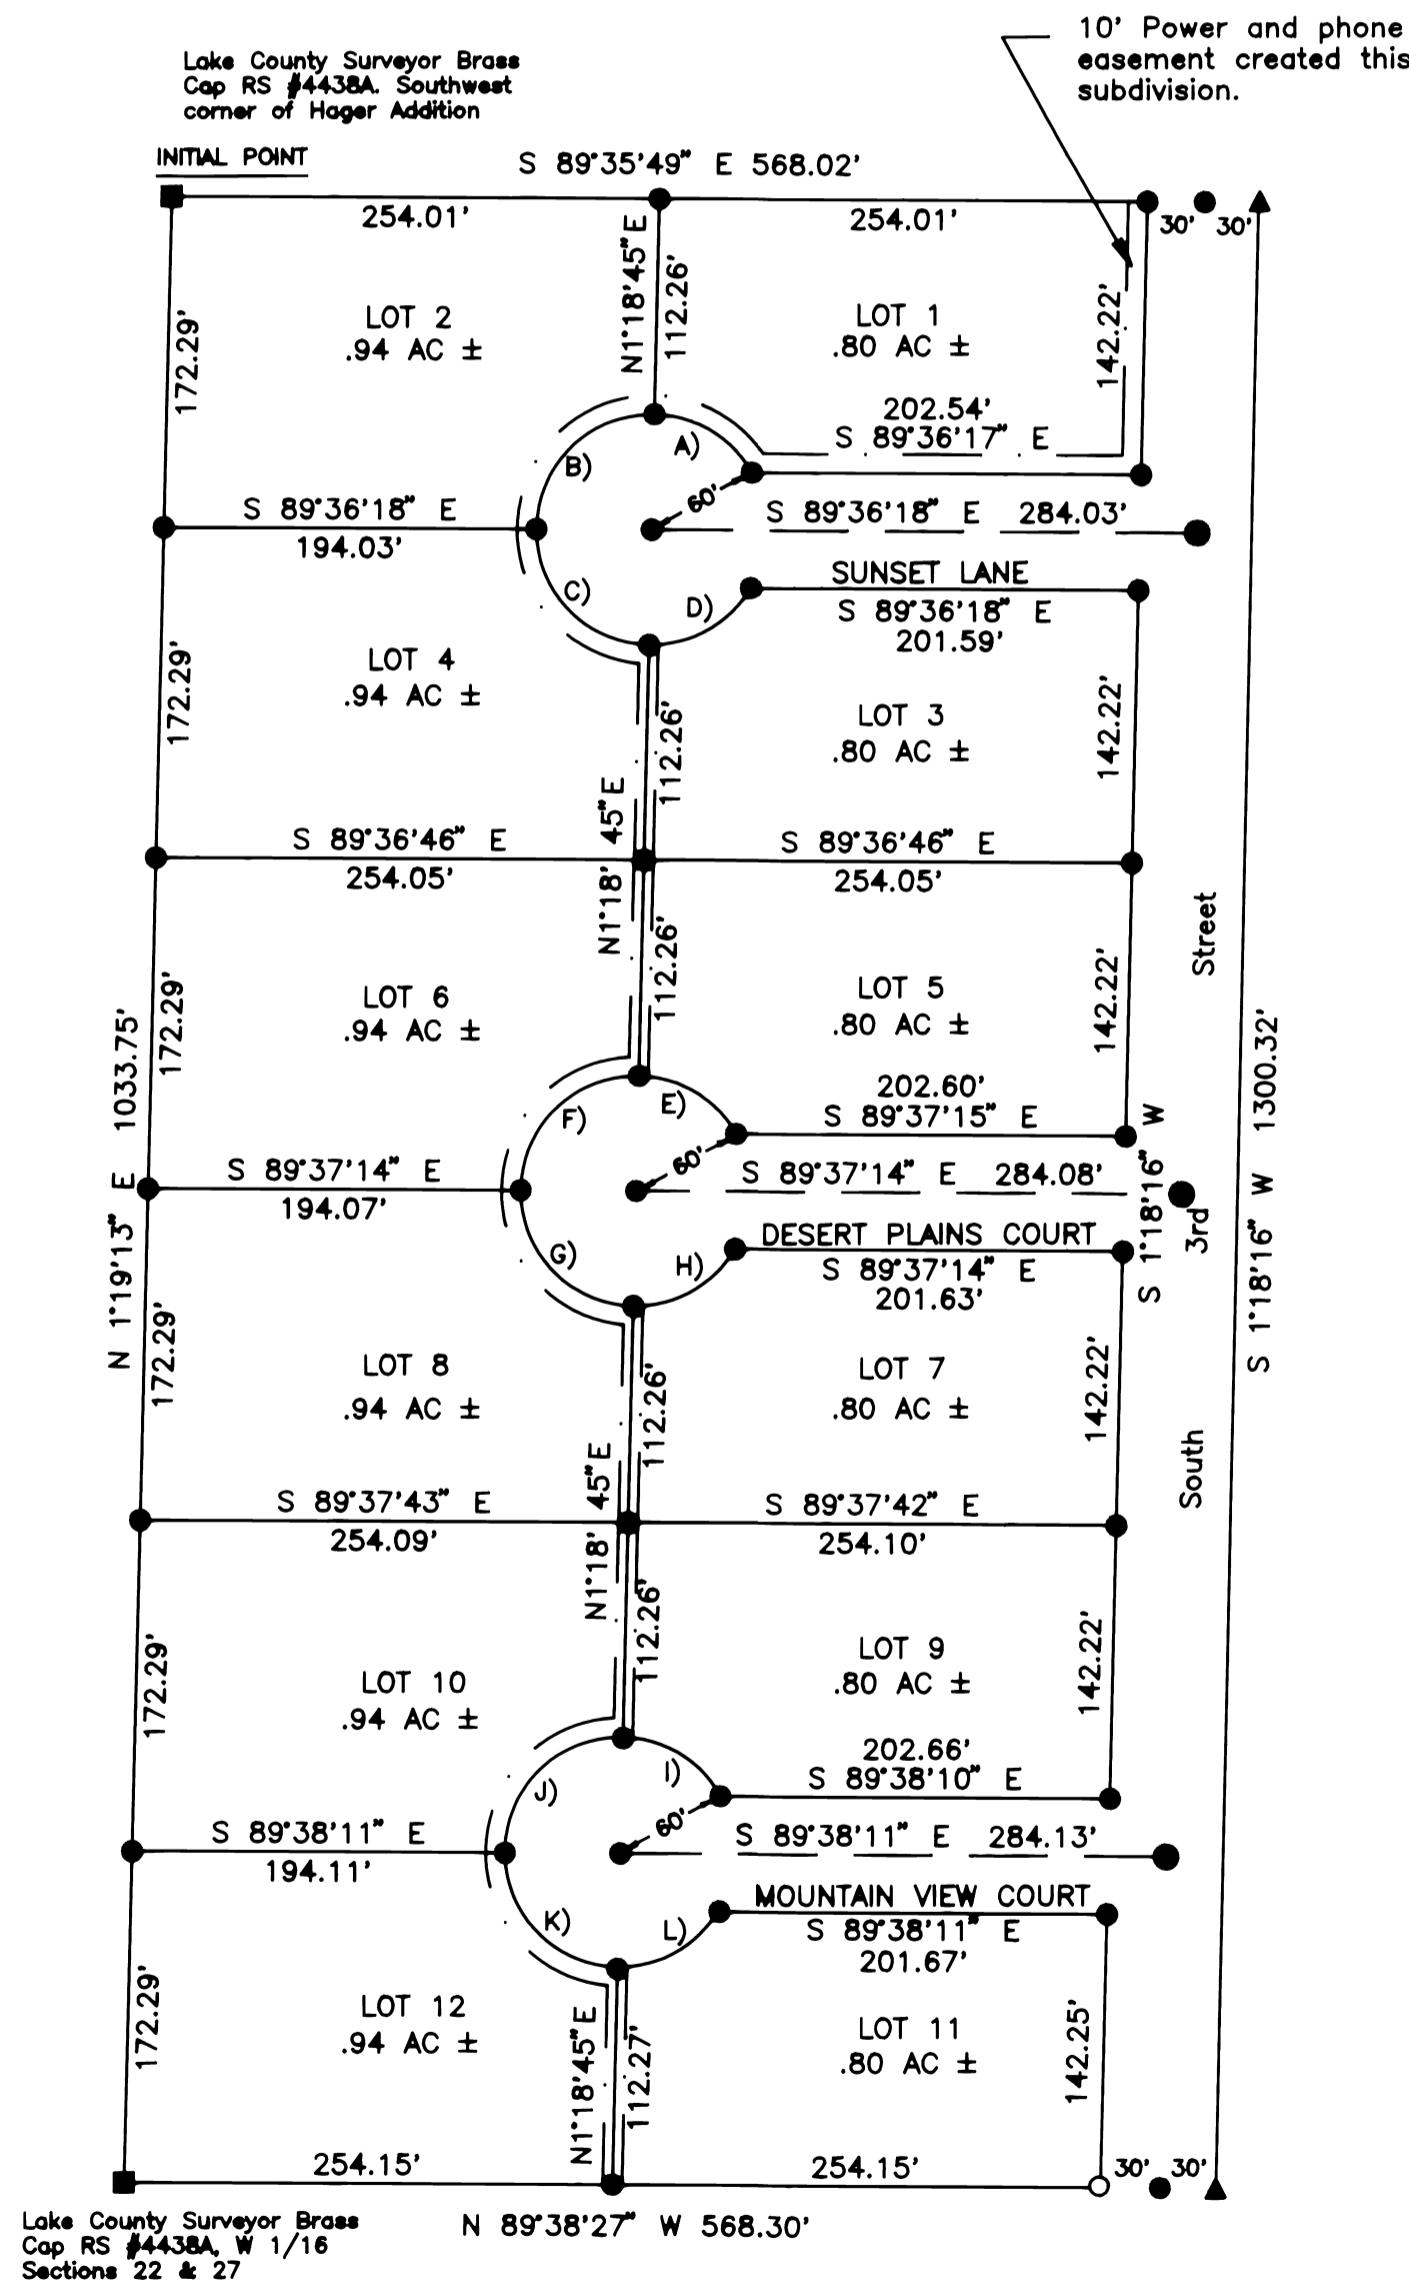 10' Power and phone
easement created this
subdivision.
Lake County Surveyor Brass
Cap RS #4438A. Southwest
corner of Hager Addition
INITIAL POINT
S 89°35'49" E 568.02'
254.01'
254.01'
30'
30'
N1°18'45"E
112.26'
172.29'
LOT 2
.94 AC ±
LOT 1
.80 AC ±
142.22'
202.54'
S 89°36'17" E
A)
B)
60'
S 89°36'18" E
194.03'
S 89°36'18" E 284.03'
SUNSET LANE
S 89°36'18" E
201.59'
C)
D)
172.29'
LOT 4
.94 AC ±
112.26'
LOT 3
.80 AC ±
142.22'
N1°18' 45"E
S 89°36'46" E
254.05'
S 89°36'46" E
254.05'
Street
112.26'
172.29'
LOT 6
.94 AC ±
LOT 5
.80 AC ±
142.22'
N 1°19'13" E 1033.75'
S 1°18'16" W 1300.32'
202.60'
S 89°37'15" E
E)
F)
60'
S 89°37'14" E
194.07'
S 89°37'14" E 284.08'
S 1°18'16" W
3rd
DESERT PLAINS COURT
S 89°37'14" E
201.63'
G)
H)
172.29'
LOT 8
.94 AC ±
112.26'
LOT 7
.80 AC ±
142.22'
South
N1°18' 45"E
S 89°37'43" E
254.09'
S 89°37'42" E
254.10'
112.26'
172.29'
LOT 10
.94 AC ±
LOT 9
.80 AC ±
142.22'
202.66'
S 89°38'10" E
I)
J)
60'
S 89°38'11" E
194.11'
S 89°38'11" E 284.13'
MOUNTAIN VIEW COURT
S 89°38'11" E
201.67'
K)
L)
172.29'
LOT 12
.94 AC ±
N1°18'45"E
112.27'
LOT 11
.80 AC ±
142.25'
254.15'
254.15'
30'
30'
N 89°38'27" W 568.30'
Lake County Surveyor Brass
Cap RS #4438A, W 1/16
Sections 22 & 27